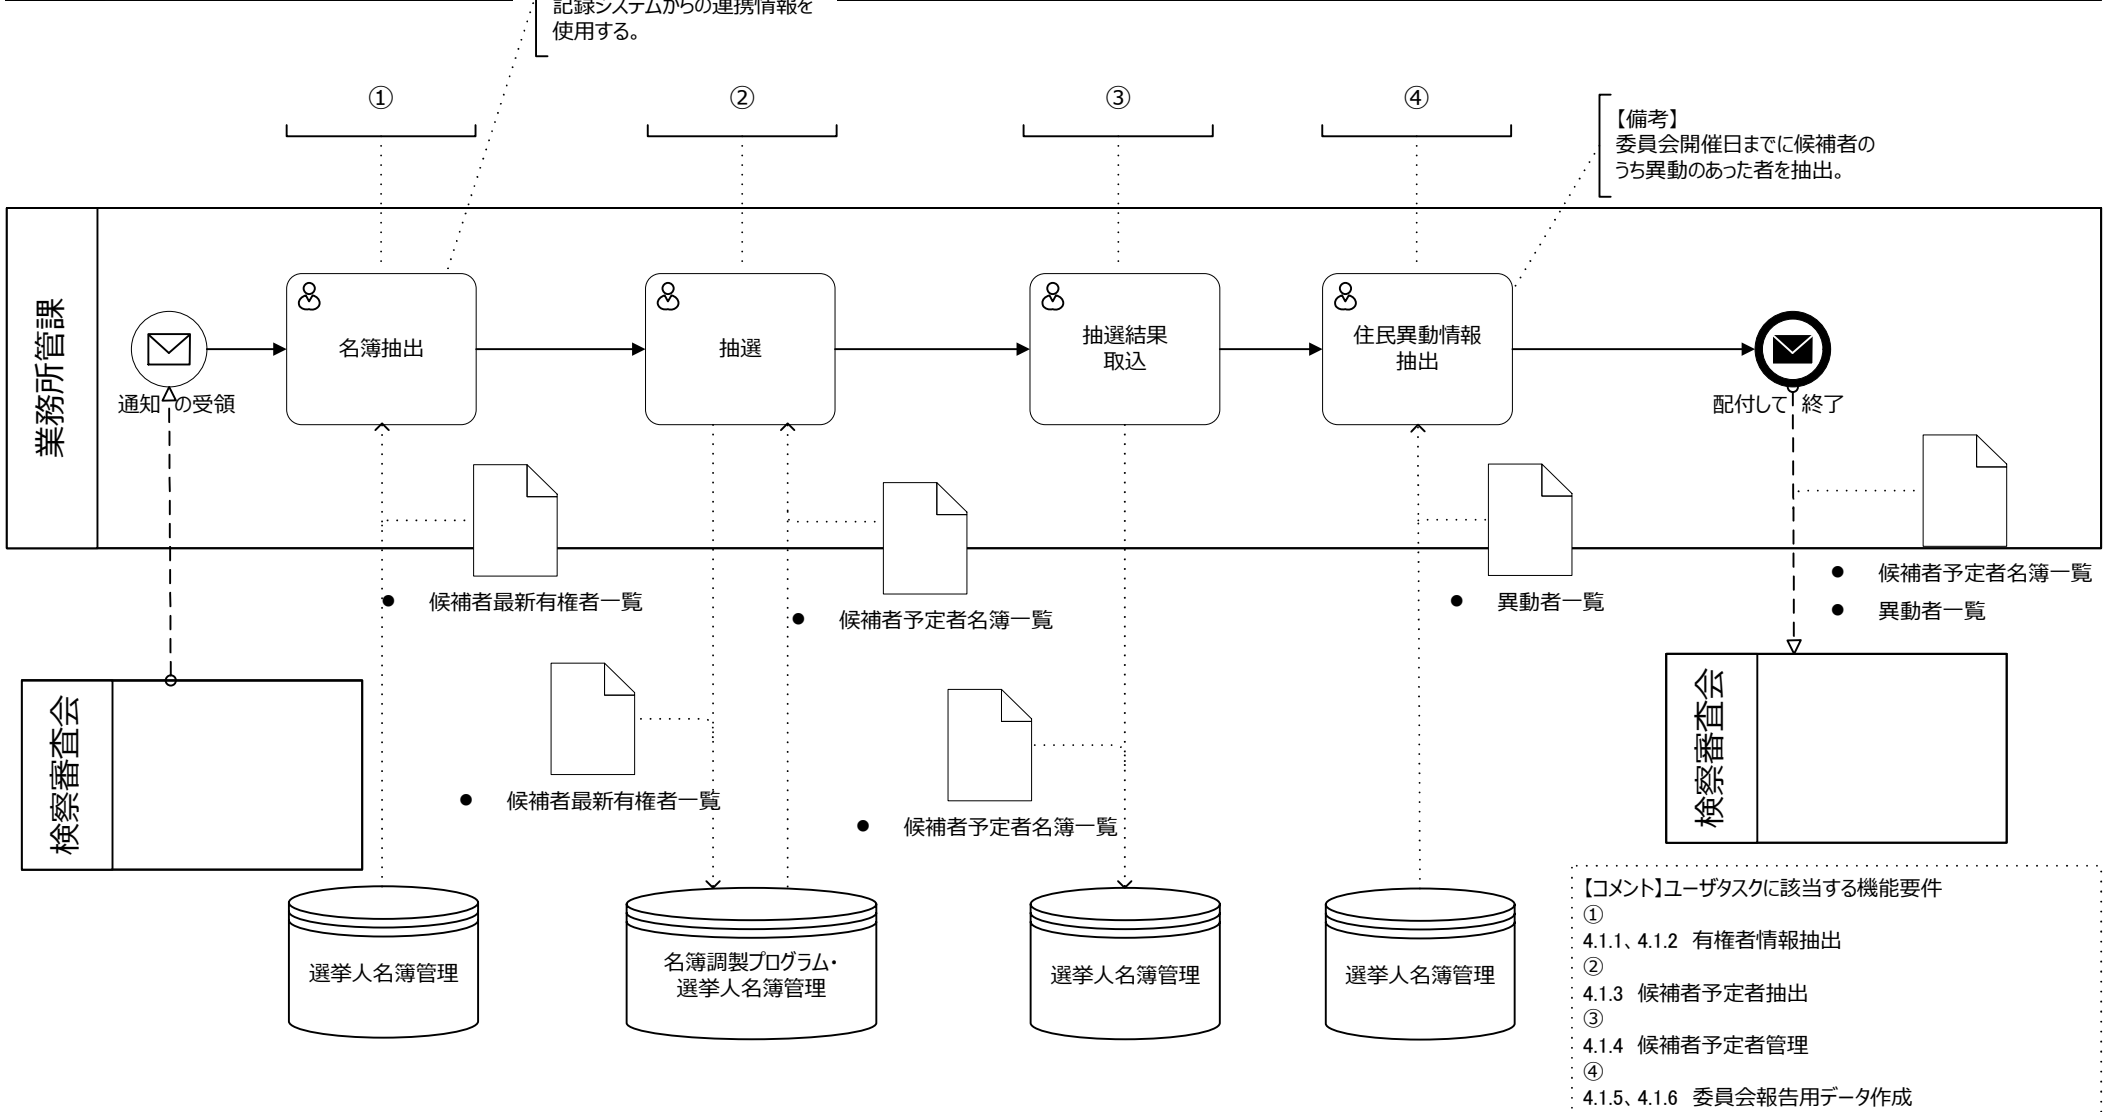 記録システムからの連携情報を
使用する。
①
②
③
④
【備考】
委員会開催日までに候補者の
うち異動のあった者を抽出。
業務所管課
通知の受領
名簿抽出
抽選
抽選結果
取込
住民異動情報
抽出
配付して終了
● 候補者最新有権者一覧
● 候補者予定者名簿一覧
● 異動者一覧
● 候補者予定者名簿一覧
● 異動者一覧
検察審査会
● 候補者最新有権者一覧
● 候補者予定者名簿一覧
検察審査会
選挙人名簿管理
名簿調製プログラム・
選挙人名簿管理
選挙人名簿管理
選挙人名簿管理
【コメント】ユーザタスクに該当する機能要件
①
4.1.1、4.1.2 有権者情報抽出
②
4.1.3 候補者予定者抽出
③
4.1.4 候補者予定者管理
④
4.1.5、4.1.6 委員会報告用データ作成